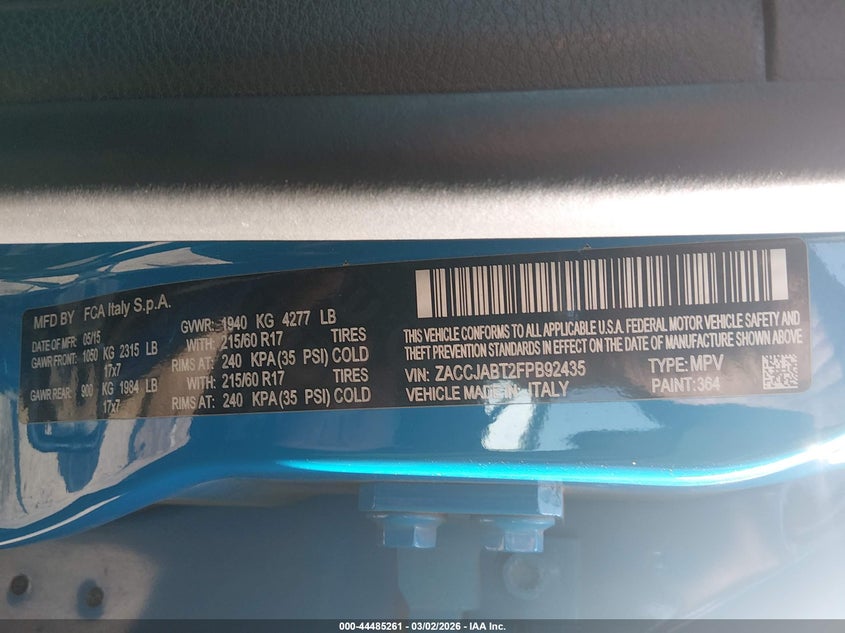 MFD BY FCA Italy S.p.A.
DATE OF MFR: 05/15 GVWR: 1940 KG 4277 LB
GAWR FRONT: 1050 KG 2315 LB WITH: 215/60 R17 TIRES
17x7 RIMS AT: 240 KPA (35 PSI) COLD
GAWR REAR: 900 KG 1984 LB WITH: 215/60 R17 TIRES
17x7 RIMS AT: 240 KPA (35 PSI) COLD
THIS VEHICLE CONFORMS TO ALL APPLICABLE U.S.A. FEDERAL MOTOR VEHICLE SAFETY AND
THEFT PREVENTION STANDARDS IN EFFECT ON THE DATE OF MANUFACTURE SHOWN ABOVE
VIN: ZACCJABT2FPB92435 TYPE: MPV
VEHICLE MADE IN: ITALY PAINT: 364
000-44485261 - 03/02/2026 - IAA Inc.